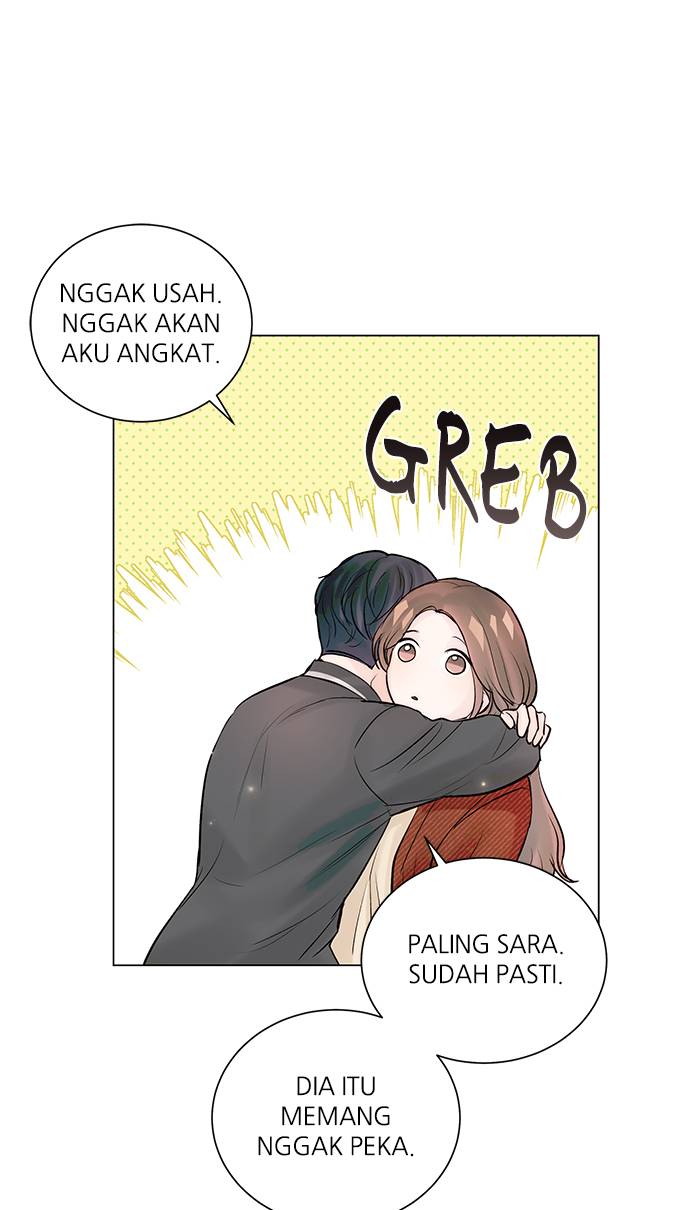 NGGAK USAH.
NGGAK AKAN
AKU ANGKAT.
GREB
PALING SARA.
SUDAH PASTI.
DIA ITU
MEMANG
NGGAK PEKA.